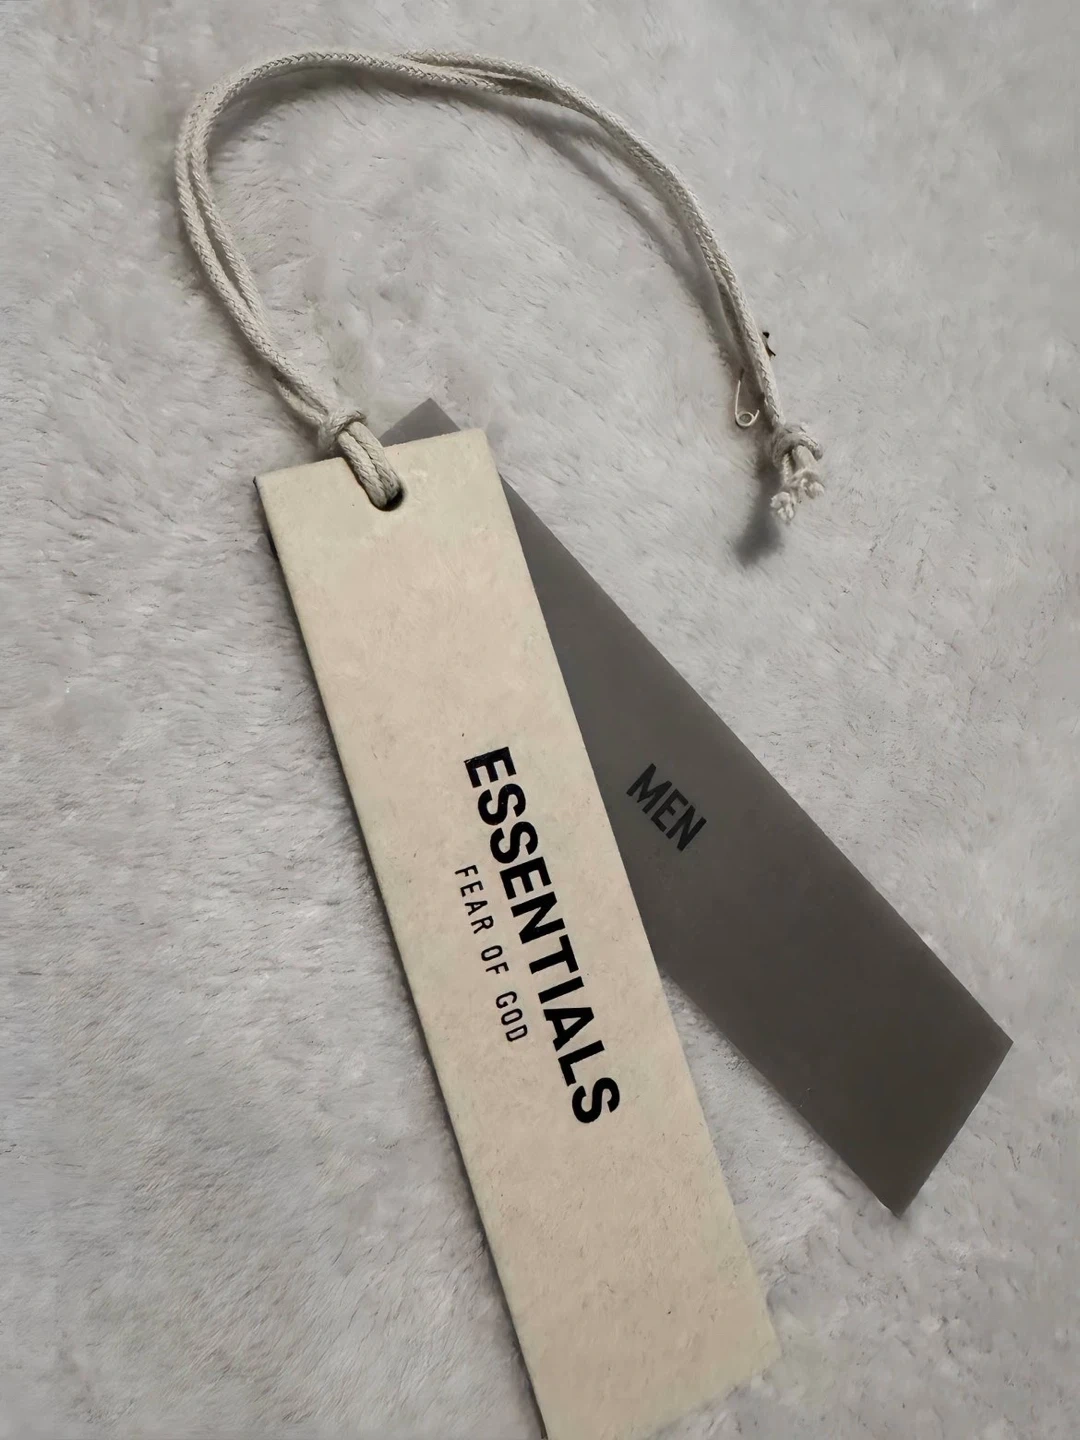 ESSENTIALS
FEAR OF GOD
MEN